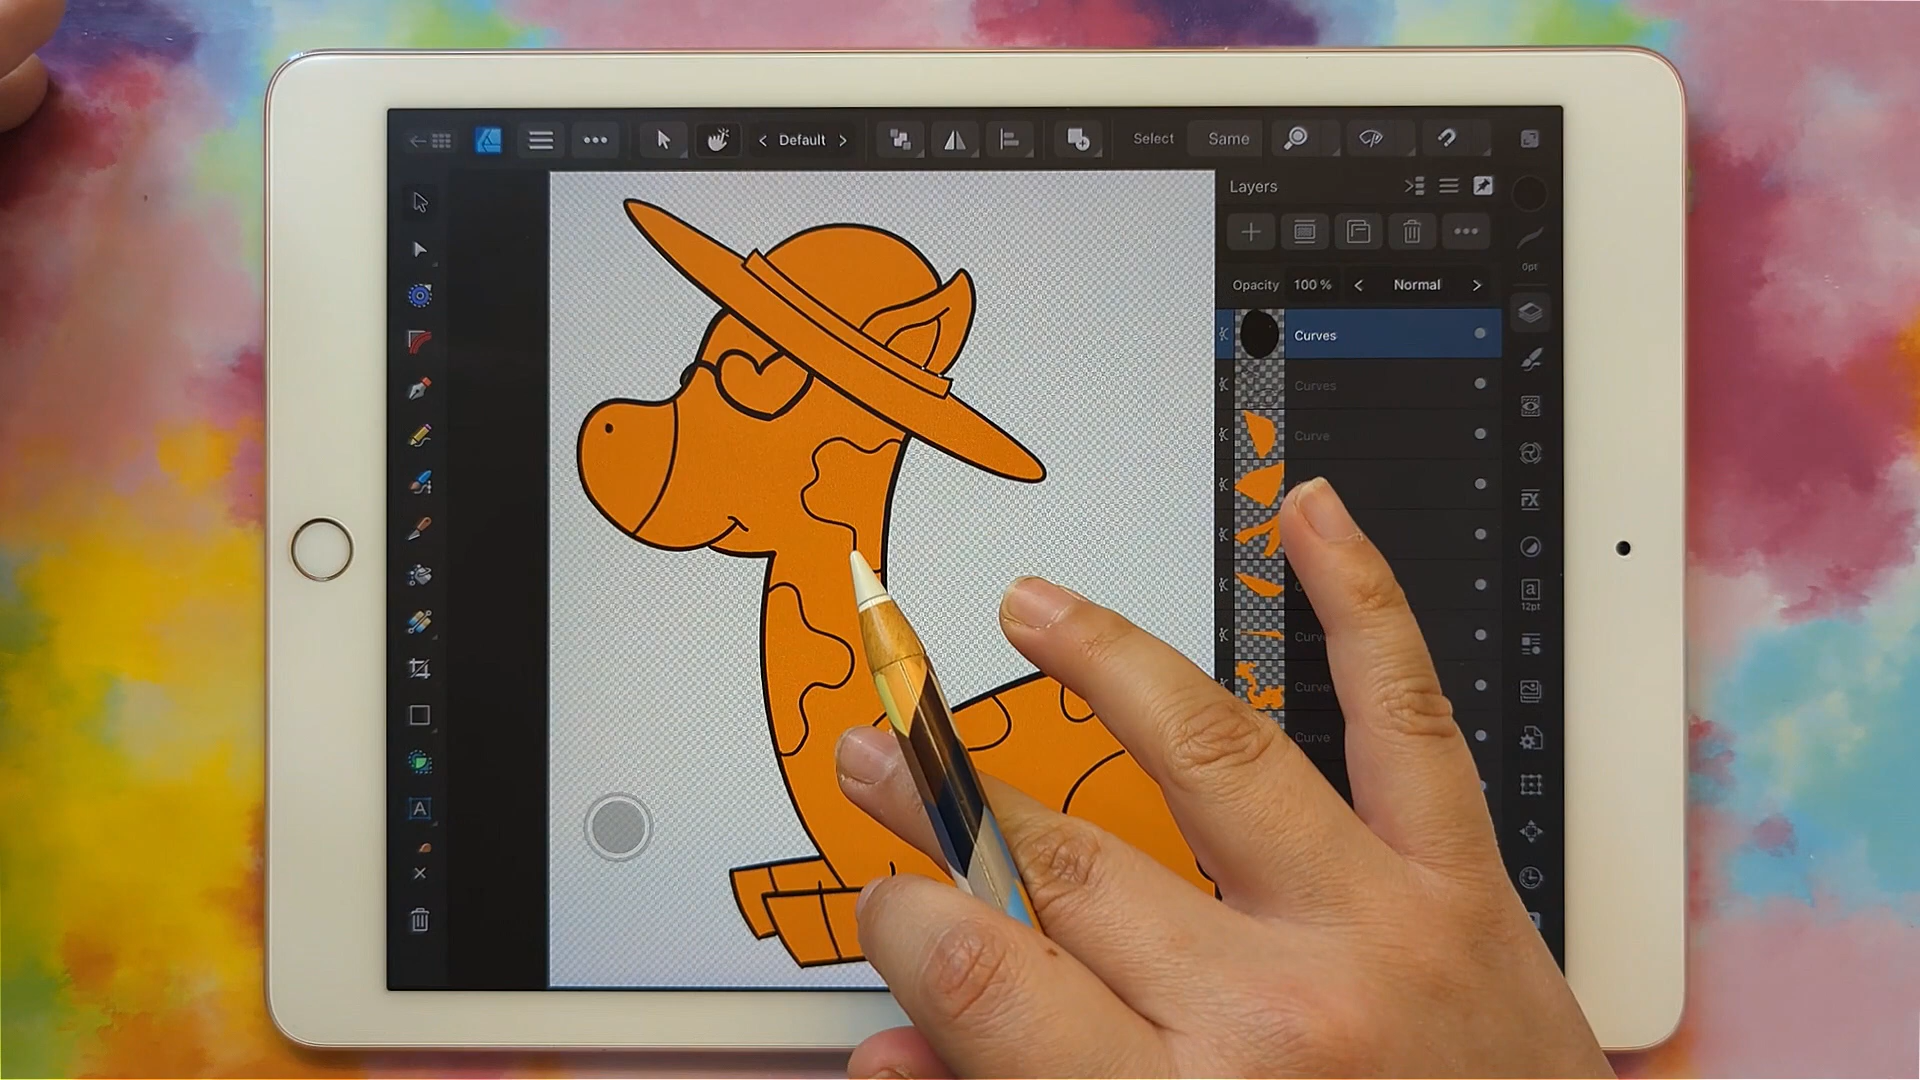 Default
Select
Same
Layers
Opacity 100 % Normal
0pt
Curves
Curves
Curve
Curve
a
12pt
Curve
A